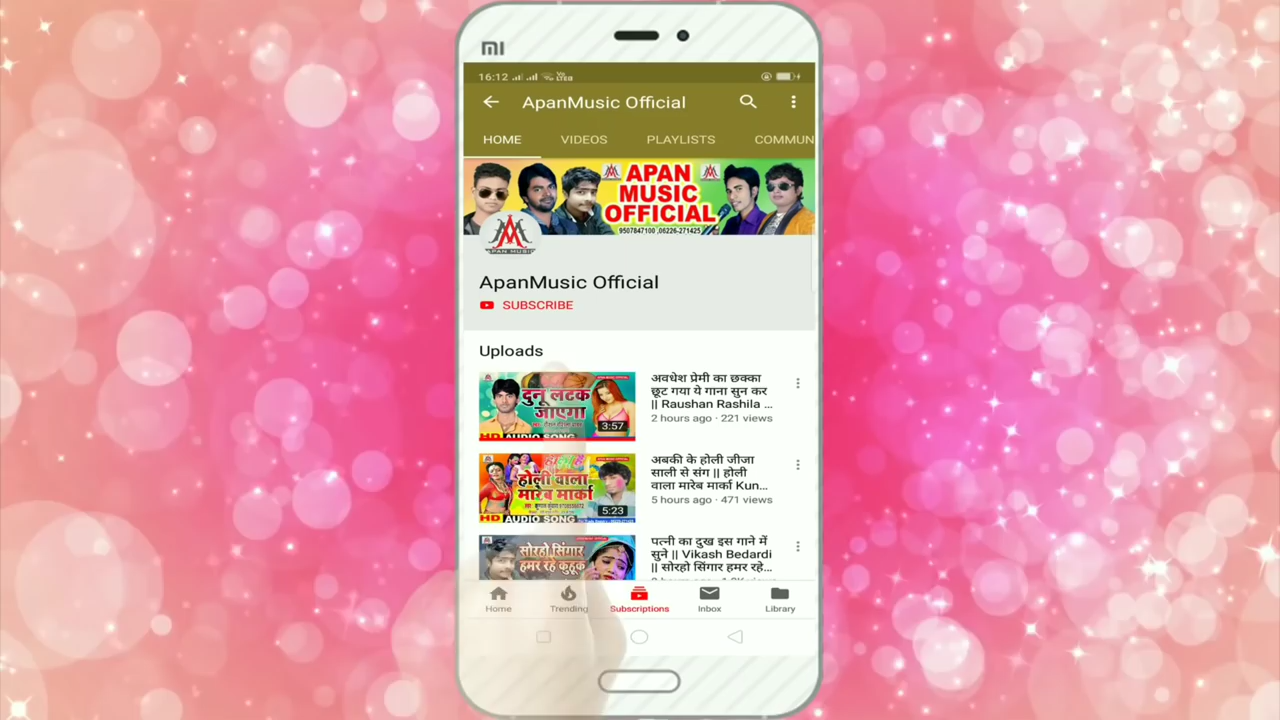 MI
16:12
ApanMusic Official
HOME VIDEOS PLAYLISTS COMMUN
APAN
MUSIC
OFFICIAL
9507847100 ,06226-271425
APAN MUSIC
ApanMusic Official
SUBSCRIBE
Uploads
दुनू लटक
जाएगा
3:57
HD AUDIO SONG
अवधेश प्रेमी का छक्का
छूट गया ये गाना सुन कर
|| Raushan Rashila ...
2 hours ago · 221 views
होली वाला
मारेब मार्का
5:23
HD AUDIO SONG
अबकी के होली जीजा
साली से संग || होली
वाला मारेब मार्का Kun...
5 hours ago · 471 views
सोरहो सिंगार
हमर रहे कुहूक
पत्नी का दुख इस गाने में
सुने || Vikash Bedardi
|| सोरहो सिंगार हमर रहे...
Home Trending Subscriptions Inbox Library